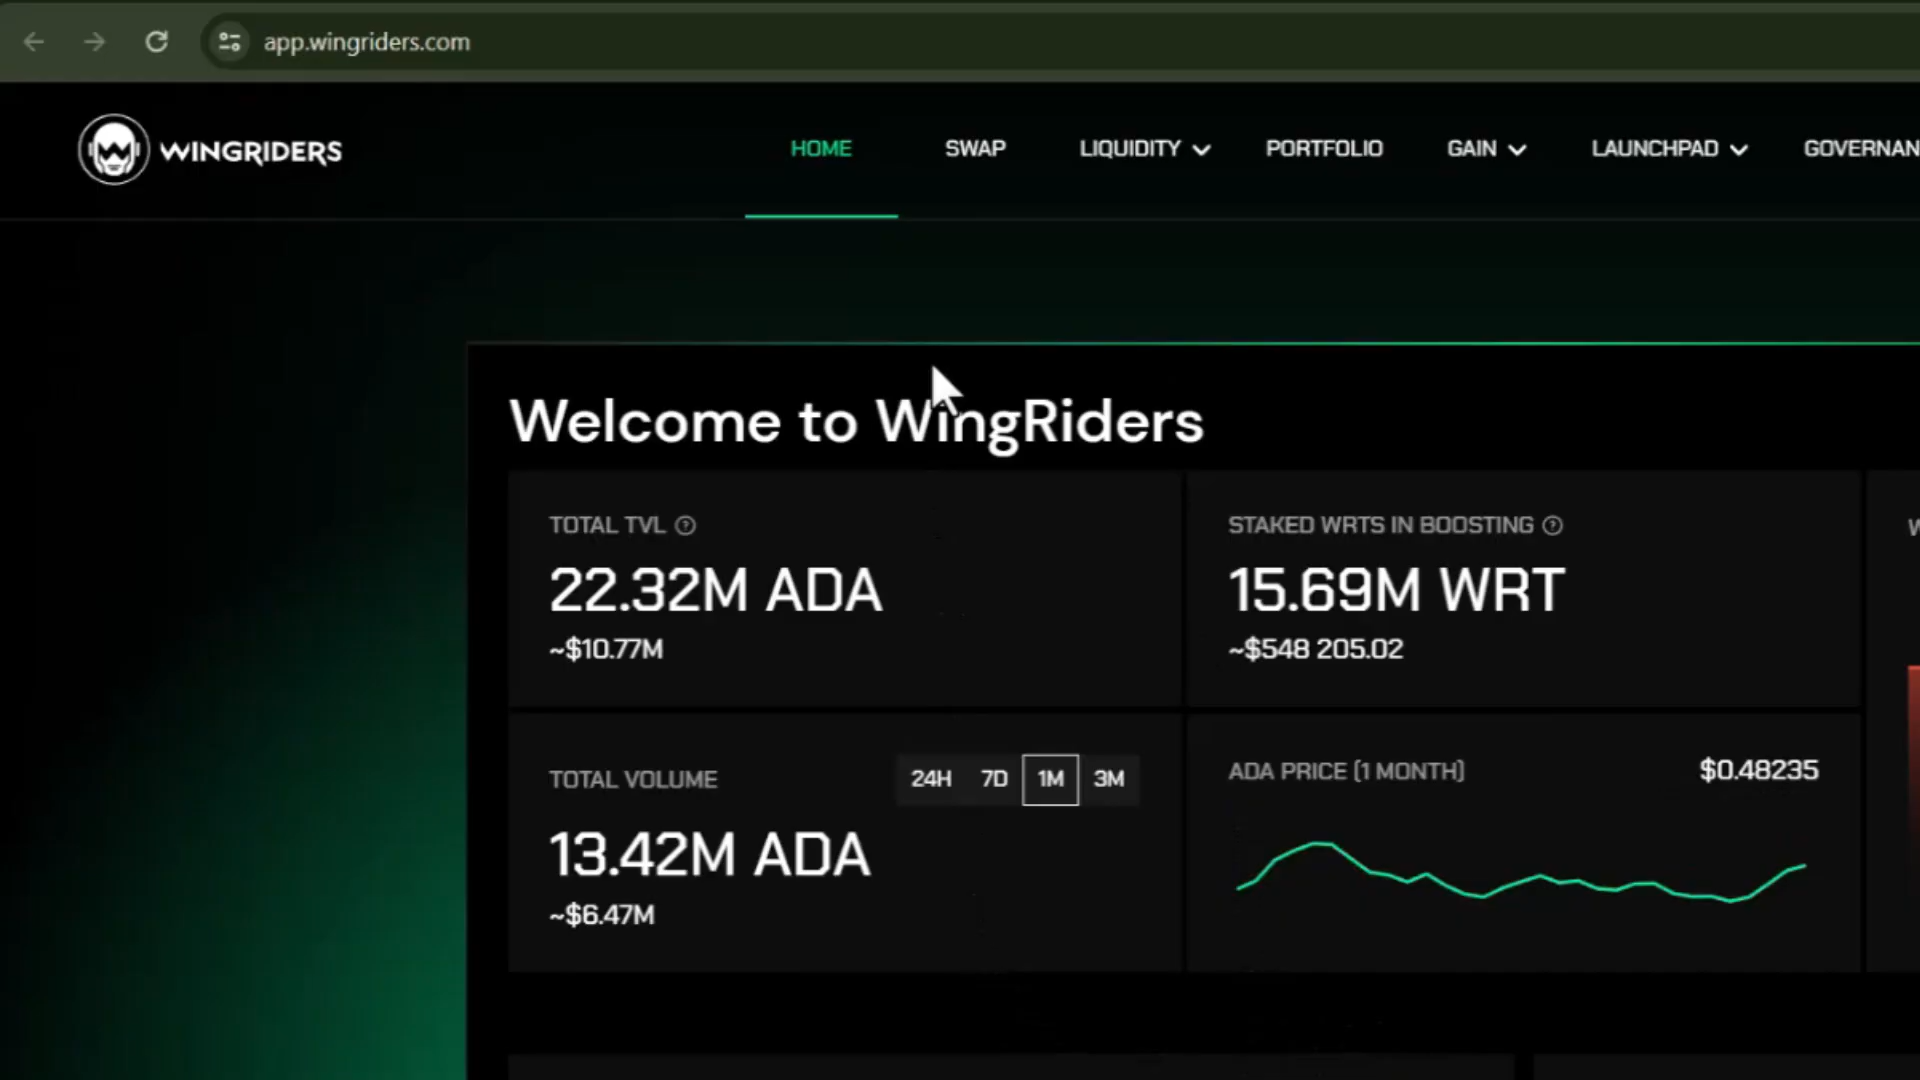 app.wingriders.com
WINGRIDERS
HOME SWAP LIQUIDITY PORTFOLIO GAIN LAUNCHPAD GOVERNAN
Welcome to WingRiders
TOTAL TVL
22.32M ADA
~$10.77M
STAKED WRTS IN BOOSTING
15.69M WRT
~$548 205.02
TOTAL VOLUME
24H 7D 1M 3M
13.42M ADA
~$6.47M
ADA PRICE (1 MONTH) $0.48235